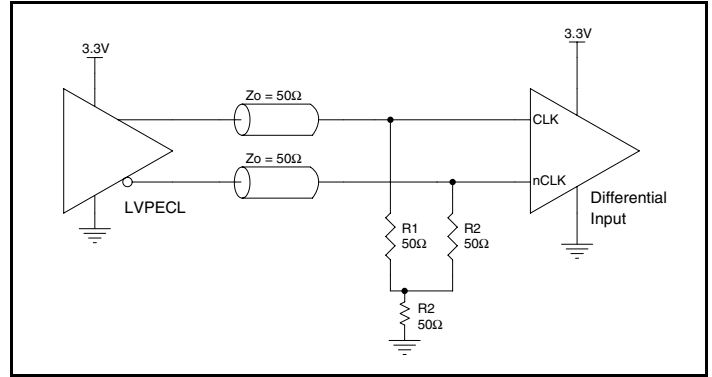 3.3V
3.3V
Zo = 50Ω
CLK
Zo = 50Ω
nCLK
LVPECL
Differential
Input
R1
50Ω
R2
50Ω
R2
50Ω